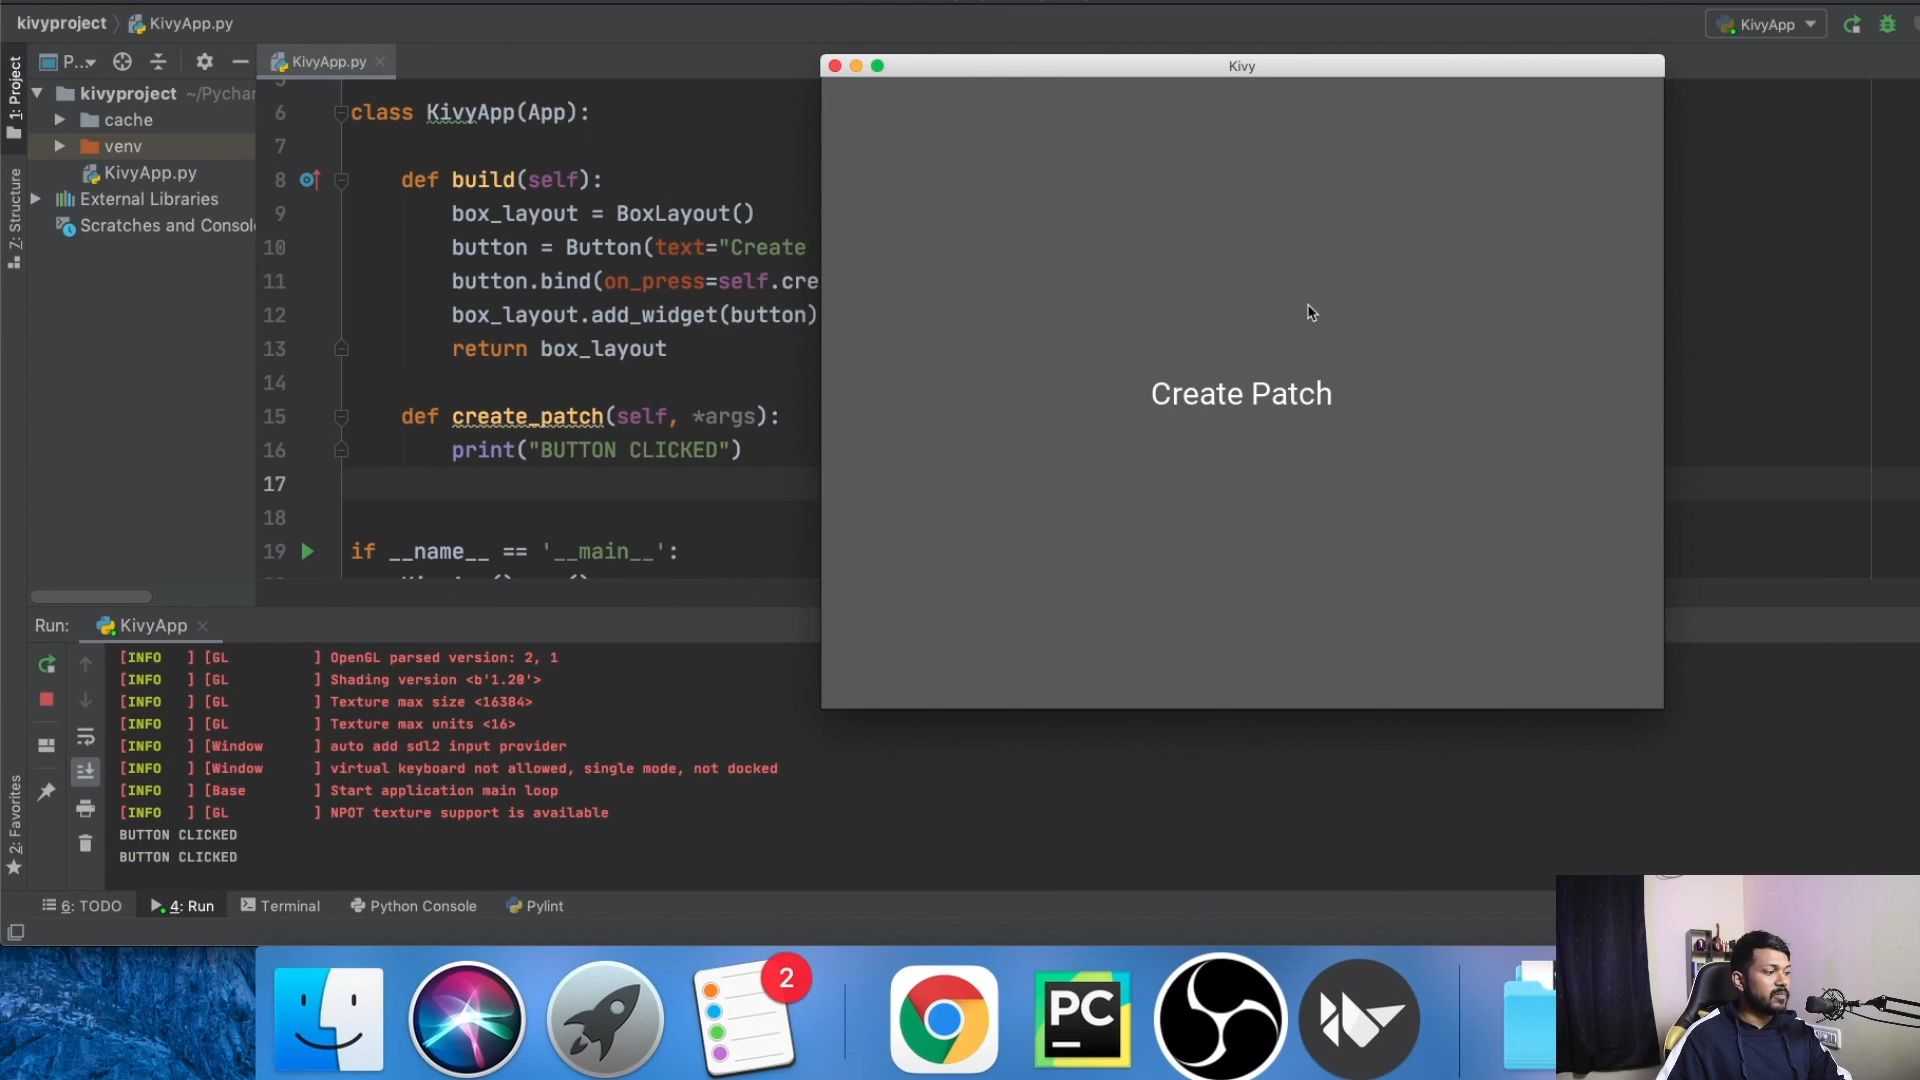 kivyproject
KivyApp.py
KivyApp
1: Project
P...
KivyApp.py
Kivy
kivyproject ~/Pychar
cache
venv
KivyApp.py
External Libraries
Scratches and Consol
7: Structure
6 class KivyApp(App):
7
8 def build(self):
9 box_layout = BoxLayout()
10 button = Button(text="Create
11 button.bind(on_press=self.cre
12 box_layout.add_widget(button)
13 return box_layout
14
15 def create_patch(self, *args):
16 print("BUTTON CLICKED")
17
18
19 if __name__ == '__main__':
Create Patch
Run: KivyApp
[INFO ] [GL ] OpenGL parsed version: 2, 1
[INFO ] [GL ] Shading version <b'1.20'>
[INFO ] [GL ] Texture max size <16384>
[INFO ] [GL ] Texture max units <16>
[INFO ] [Window ] auto add sdl2 input provider
[INFO ] [Window ] virtual keyboard not allowed, single mode, not docked
[INFO ] [Base ] Start application main loop
[INFO ] [GL ] NPOT texture support is available
BUTTON CLICKED
BUTTON CLICKED
2: Favorites
6: TODO
4: Run
Terminal
Python Console
Pylint
2
PC